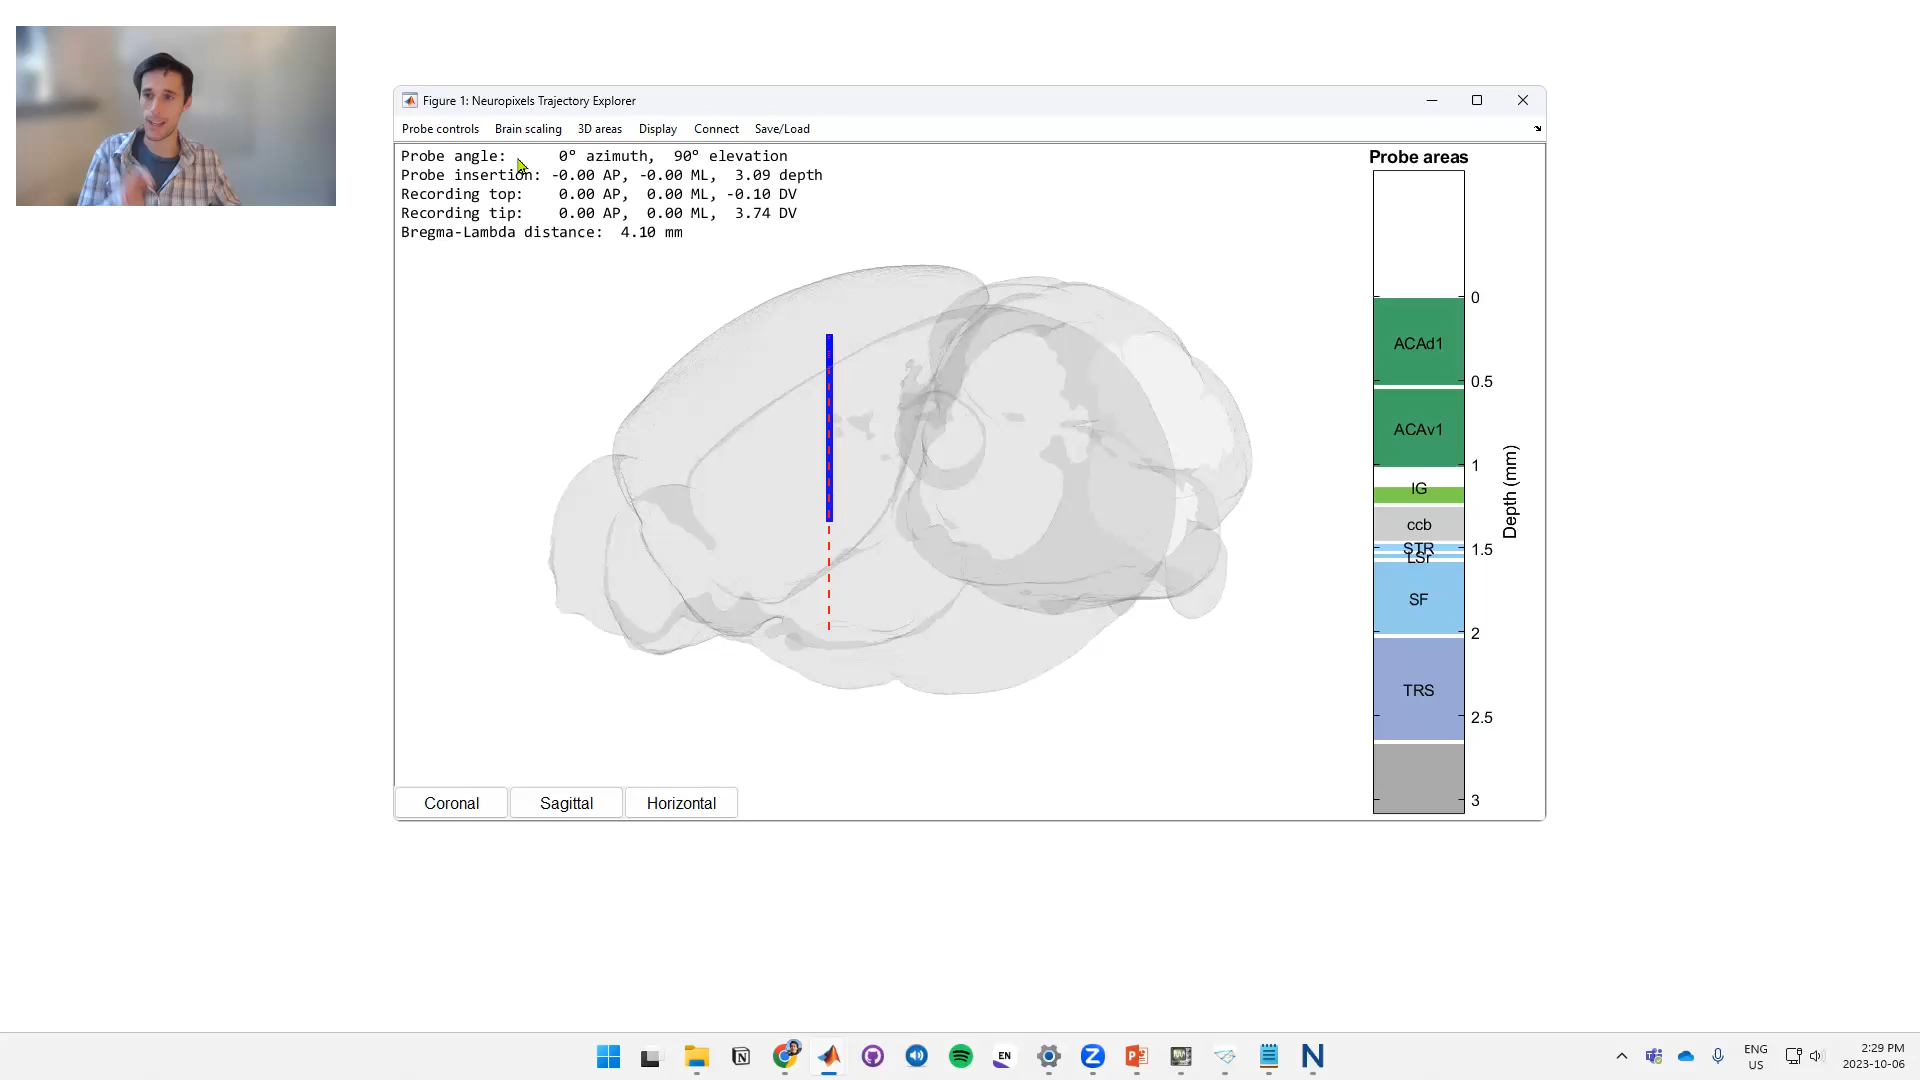 Figure 1: Neuropixels Trajectory Explorer
Probe controls Brain scaling 3D areas Display Connect Save/Load
Probe angle: 0° azimuth, 90° elevation
Probe insertion: -0.00 AP, -0.00 ML, 3.09 depth
Recording top: 0.00 AP, 0.00 ML, -0.10 DV
Recording tip: 0.00 AP, 0.00 ML, 3.74 DV
Bregma-Lambda distance: 4.10 mm
Probe areas
0
ACAd1
0.5
ACAv1
1
IG
ccb
STR
1.5
LSr
SF
2
TRS
2.5
3
Depth (mm)
Coronal Sagittal Horizontal
EN
ENG
US
2:29 PM
2023-10-06